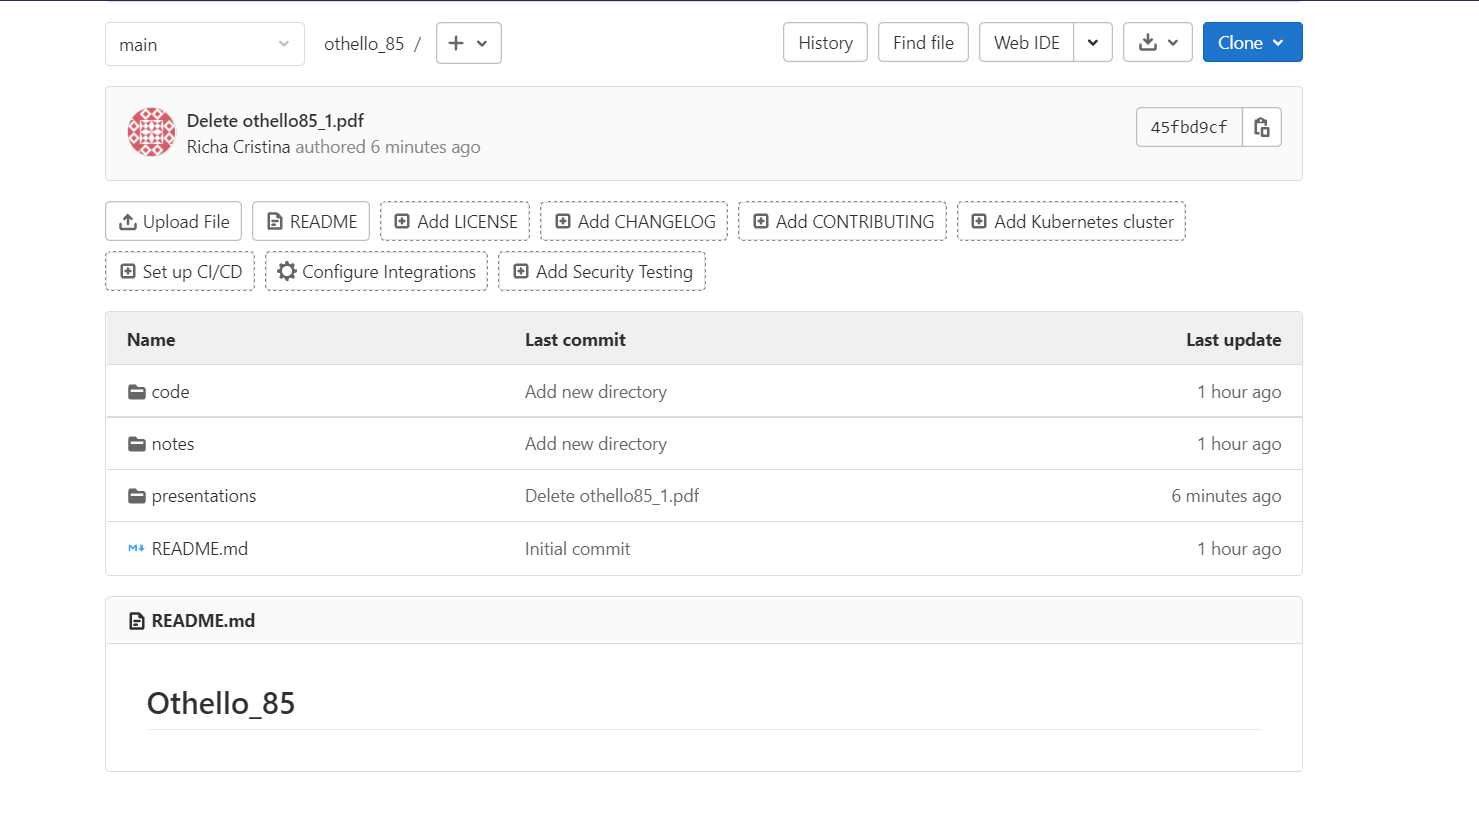 main othello_85 / History Find file Web IDE Clone
Delete othello85_1.pdf
Richa Cristina authored 6 minutes ago
45fbd9cf
Upload File README Add LICENSE Add CHANGELOG Add CONTRIBUTING Add Kubernetes cluster
Set up CI/CD Configure Integrations Add Security Testing
Name Last commit Last update
code Add new directory 1 hour ago
notes Add new directory 1 hour ago
presentations Delete othello85_1.pdf 6 minutes ago
README.md Initial commit 1 hour ago
README.md
Othello_85